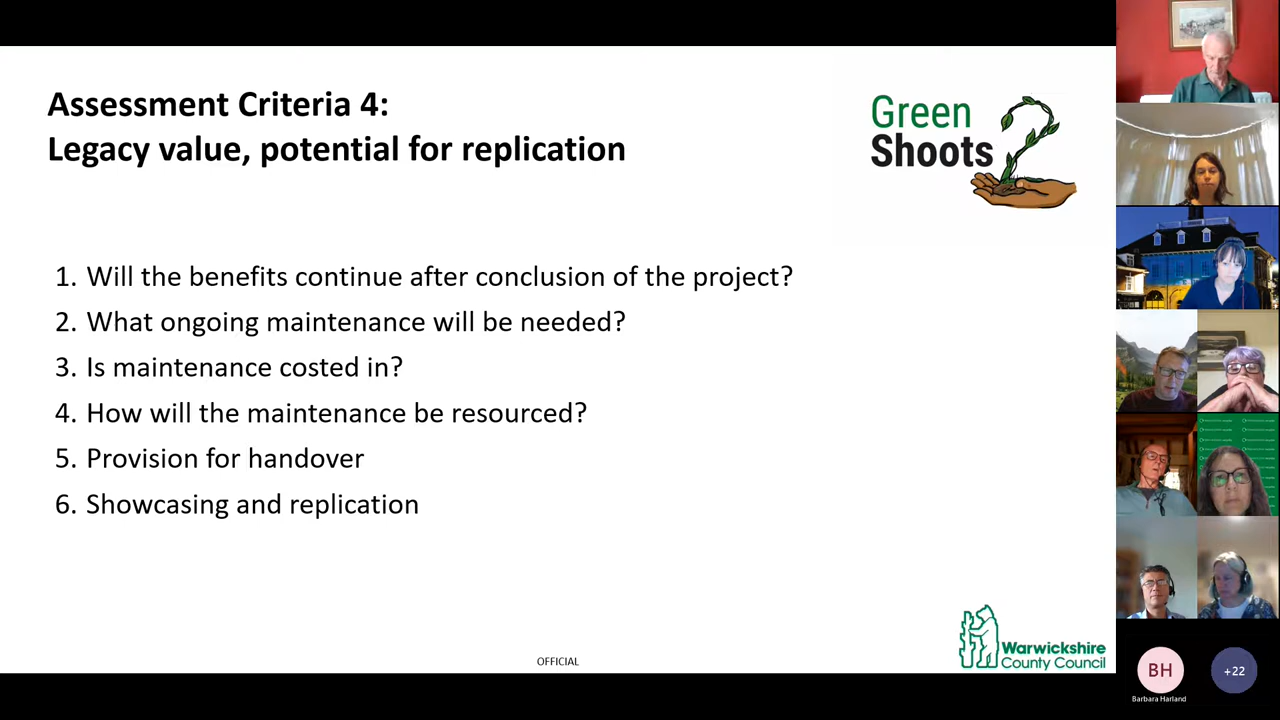 Assessment Criteria 4:
Legacy value, potential for replication
Green
Shoots
1. Will the benefits continue after conclusion of the project?
2. What ongoing maintenance will be needed?
3. Is maintenance costed in?
4. How will the maintenance be resourced?
5. Provision for handover
6. Showcasing and replication
OFFICIAL
Warwickshire
County Council
BH
Barbara Harland
+22